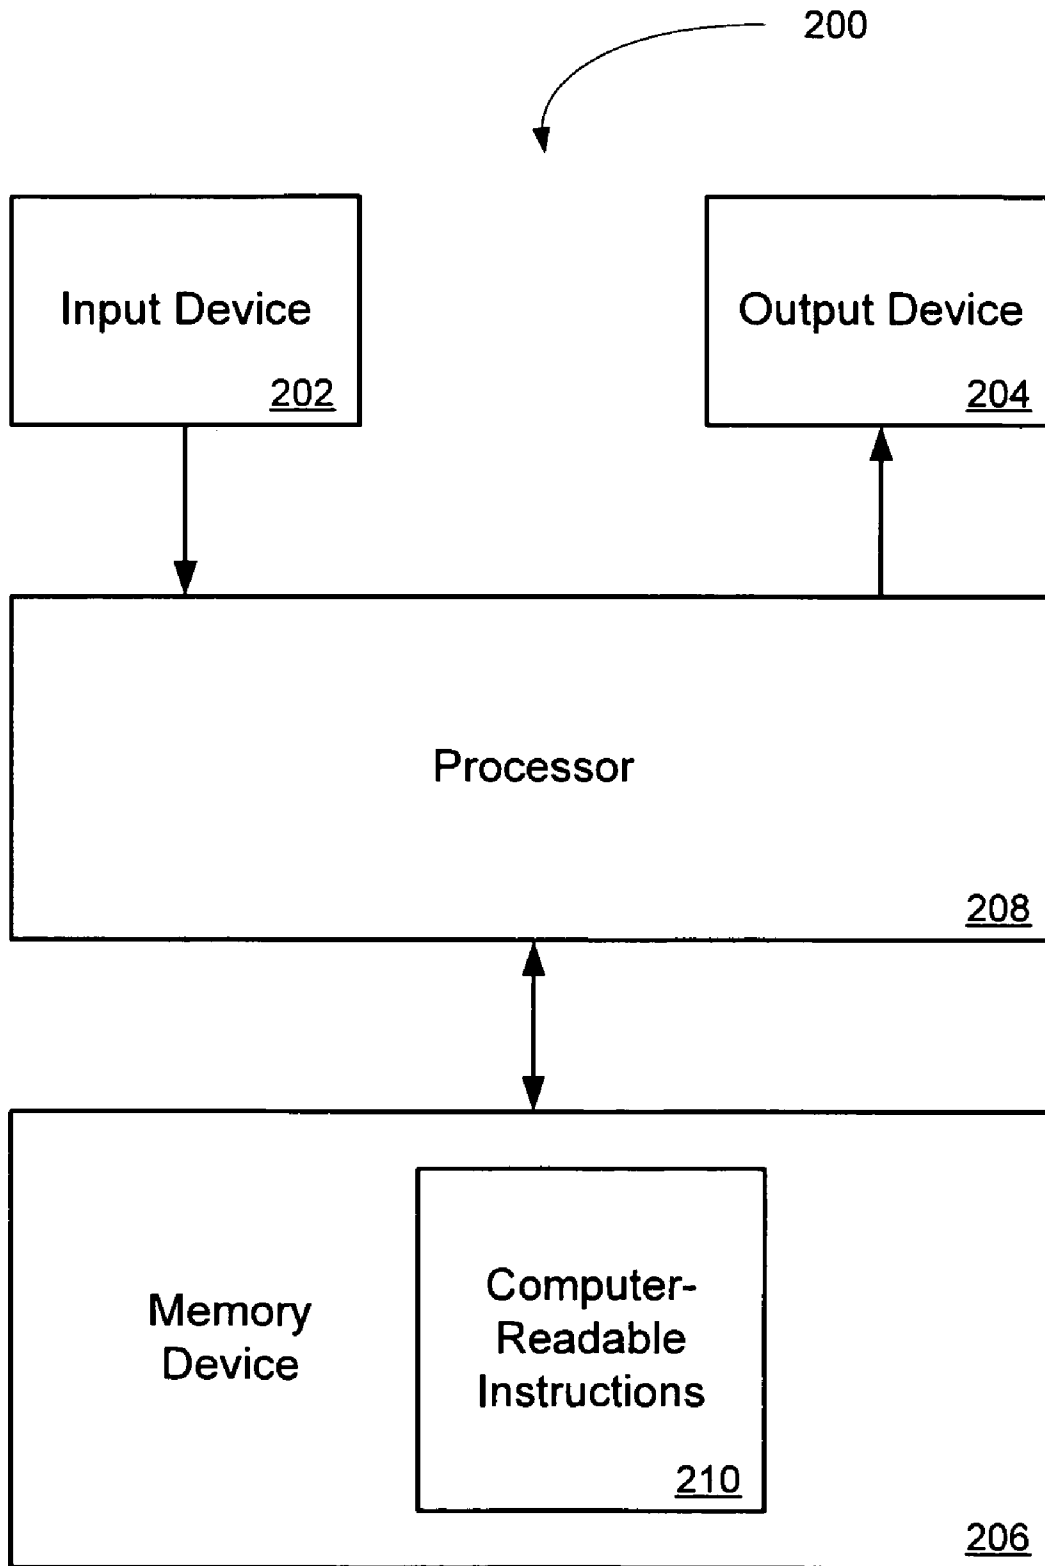 200
Input Device
202
Output Device
204
Processor
208
Memory
Device
Computer-
Readable
Instructions
210
206